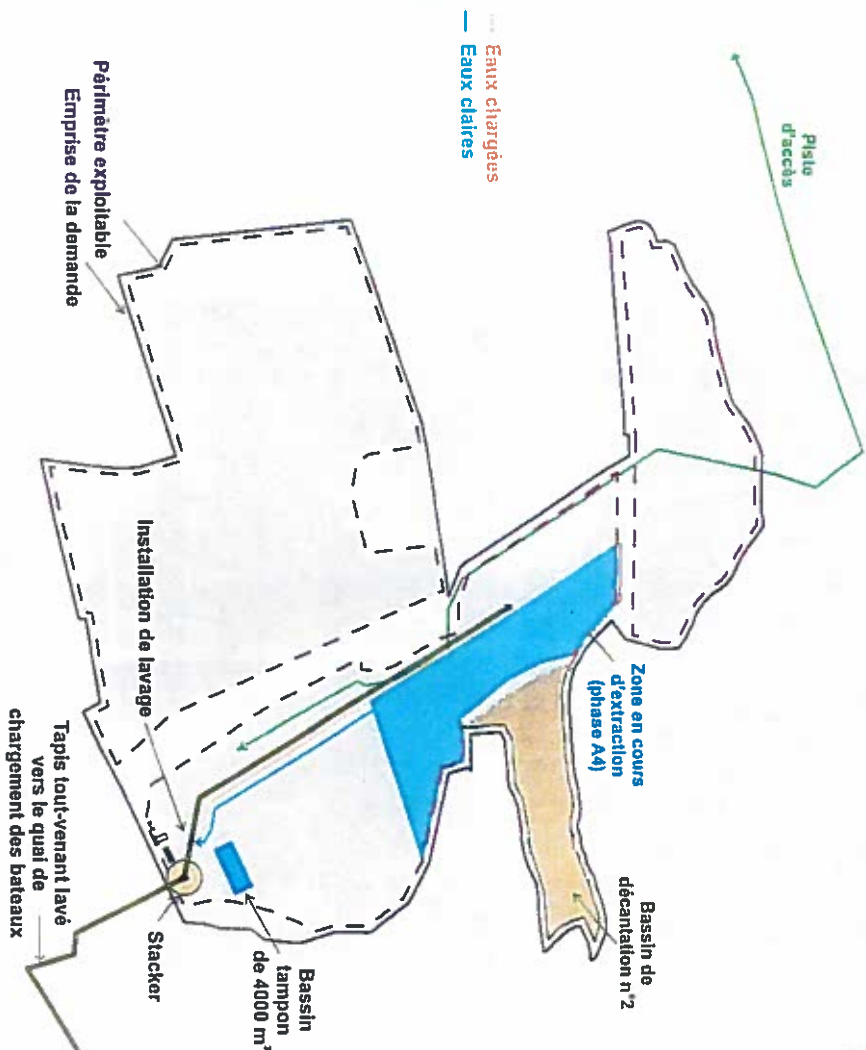 Piste
d'accès
Eaux chargées
Eaux claires
Périmètre exploitable
Emprise de la demande
Zone en cours
d'extraction
(phase A4)
Bassin de
décantation n°2
Installation de lavage
Tapis tout-venant lavé
vers le quai de
chargement des bateaux
Stacker
Bassin
tampon
de 4000 m³